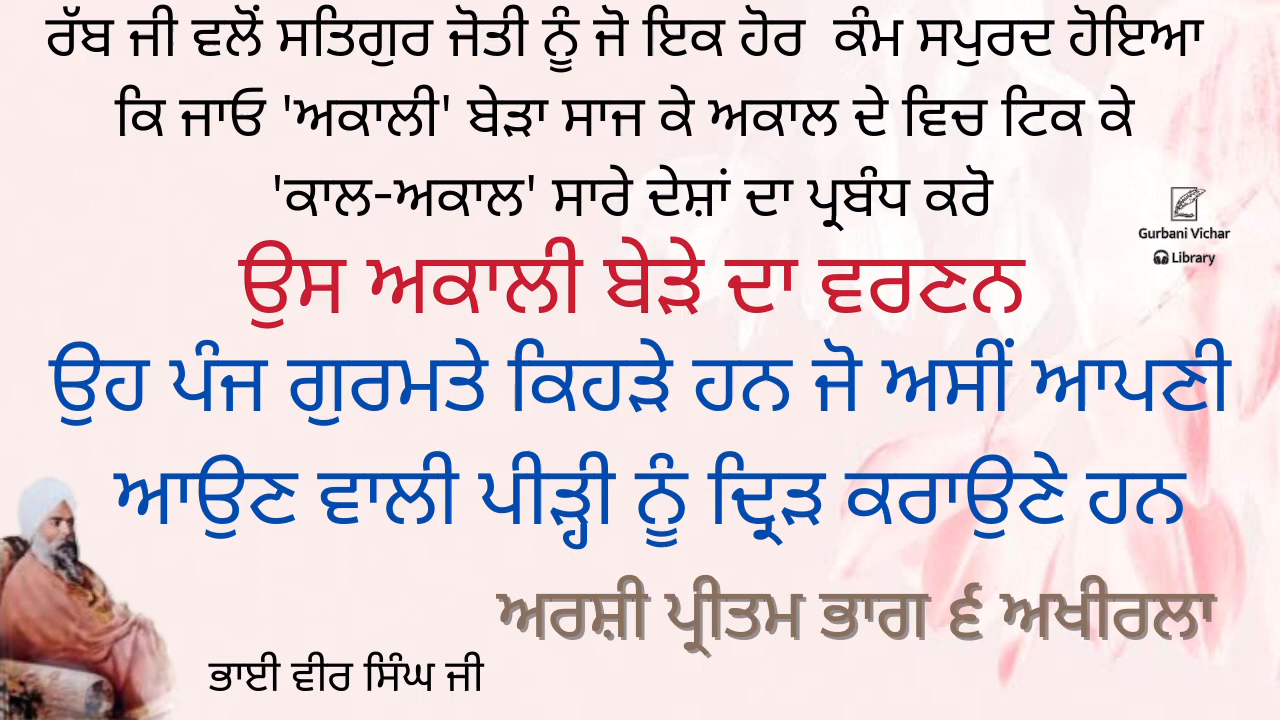 ਰੱਬ ਜੀ ਵਲੋਂ ਸਤਿਗੁਰ ਜੋਤੀ ਨੂੰ ਜੋ ਇਕ ਹੋਰ ਕੰਮ ਸਪੁਰਦ ਹੋਇਆ
ਕਿ ਜਾਓ 'ਅਕਾਲੀ' ਬੇੜਾ ਸਾਜ ਕੇ ਅਕਾਲ ਦੇ ਵਿਚ ਟਿਕ ਕੇ
'ਕਾਲ-ਅਕਾਲ' ਸਾਰੇ ਦੇਸ਼ਾਂ ਦਾ ਪ੍ਰਬੰਧ ਕਰੋ
Gurbani Vichar
Library
ਉਸ ਅਕਾਲੀ ਬੇੜੇ ਦਾ ਵਰਣਨ
ਉਹ ਪੰਜ ਗੁਰਮਤੇ ਕਿਹੜੇ ਹਨ ਜੋ ਅਸੀਂ ਆਪਣੀ
ਆਉਣ ਵਾਲੀ ਪੀੜ੍ਹੀ ਨੂੰ ਦ੍ਰਿੜ ਕਰਾਉਣੇ ਹਨ
ਅਰਸ਼ੀ ਪ੍ਰੀਤਮ ਭਾਗ ੬ ਅਖੀਰਲਾ
ਭਾਈ ਵੀਰ ਸਿੰਘ ਜੀ